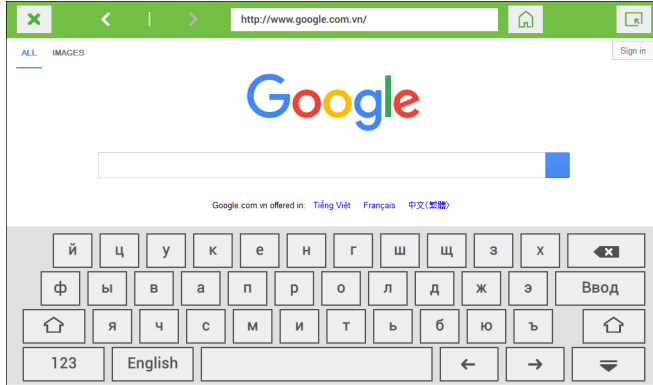 http://www.google.com.vn/
ALL IMAGES
Sign in
Google
Google.com.vn offered in: Tiếng Việt Français 中文(繁體)
й ц у к е н г ш щ з х
ф ы в а п р о л д ж э Ввод
я ч с м и т ь б ю ъ
123 English